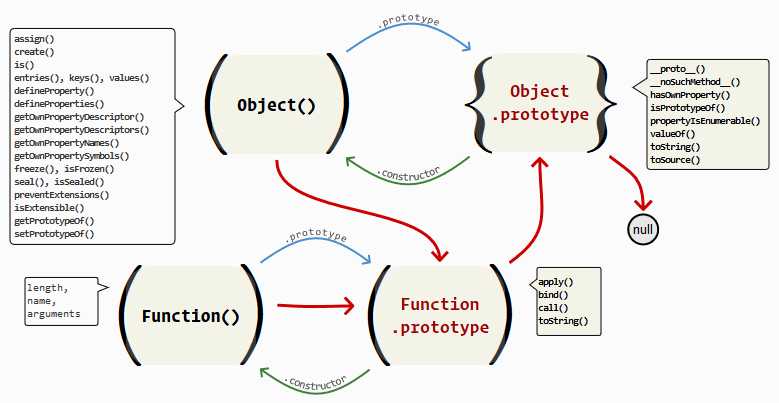 .prototype
assign()
create()
is()
entries(), keys(), values()
defineProperty()
defineProperties()
getOwnPropertyDescriptor()
getOwnPropertyDescriptors()
getOwnPropertyNames()
getOwnPropertySymbols()
freeze(), isFrozen()
seal(), isSealed()
preventExtensions()
isExtensible()
getPrototypeOf()
setPrototypeOf()
Object()
Object
.prototype
__proto__()
__noSuchMethod__()
hasOwnProperty()
isPrototypeOf()
propertyIsEnumerable()
valueOf()
toString()
toSource()
.constructor
null
.prototype
length,
name,
arguments
Function()
Function
.prototype
apply()
bind()
call()
toString()
.constructor